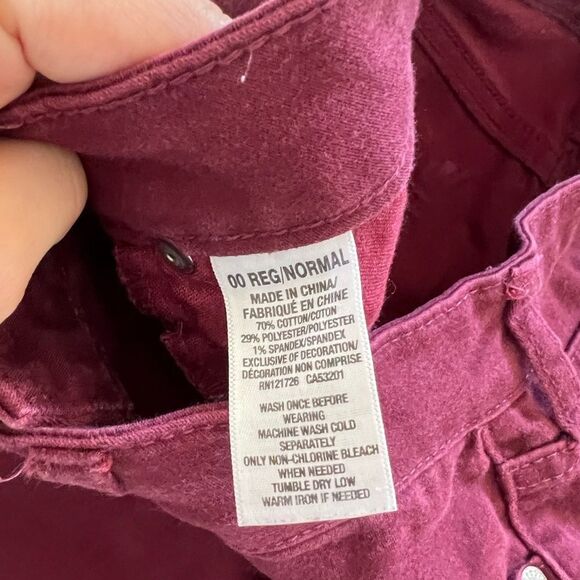 00 REG/NORMAL
MADE IN CHINA/
FABRIQUÉ EN CHINE
70% COTTON/COTON
29% POLYESTER/POLYESTER
1% SPANDEX/SPANDEX
EXCLUSIVE OF DECORATION/
DÉCORATION NON COMPRISE
RN121726 CA53201
WASH ONCE BEFORE
WEARING
MACHINE WASH COLD
SEPARATELY
ONLY NON-CHLORINE BLEACH
WHEN NEEDED
TUMBLE DRY LOW
WARM IRON IF NEEDED